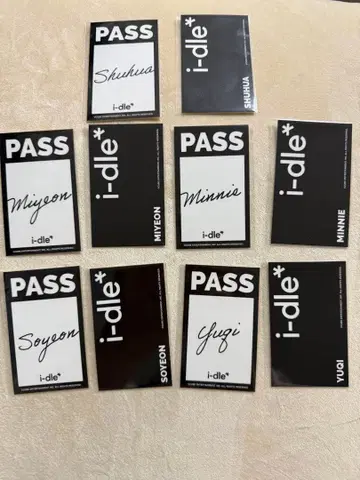 PASS
Shuhua
i-dle*
i-dle*
SHUHUA
PASS
Miyeon
i-dle*
i-dle*
MIYEON
PASS
Minnie
i-dle*
i-dle*
MINNIE
PASS
Soyeon
i-dle*
i-dle*
SOYEON
PASS
Yuqi
i-dle*
i-dle*
YUQI